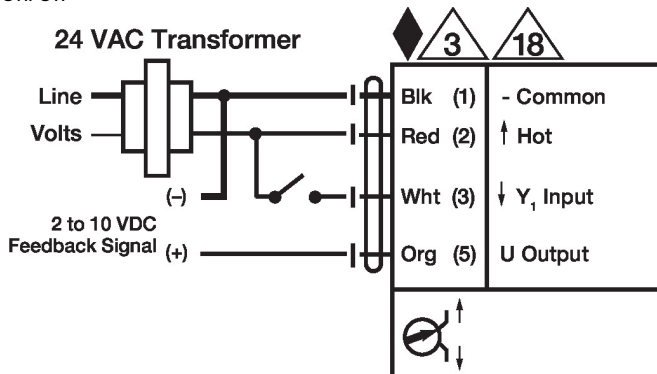 24 VAC Transformer
3
18
Line
Volts
Blk (1) - Common
Red (2) ↑ Hot
(–)
Wht (3) ↓ Y1 Input
2 to 10 VDC
Feedback Signal (+)
Org (5) U Output